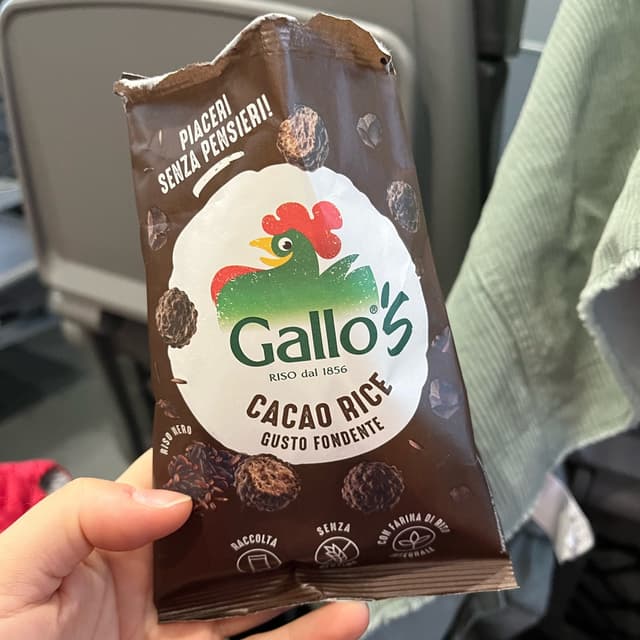 PIACERI
SENZA PENSIERI!
Gallo's®
RISO dal 1856
CACAO RICE
GUSTO FONDENTE
RISO NERO
RACCOLTA
SENZA
CON FARINA DI RISO
INTEGRALE